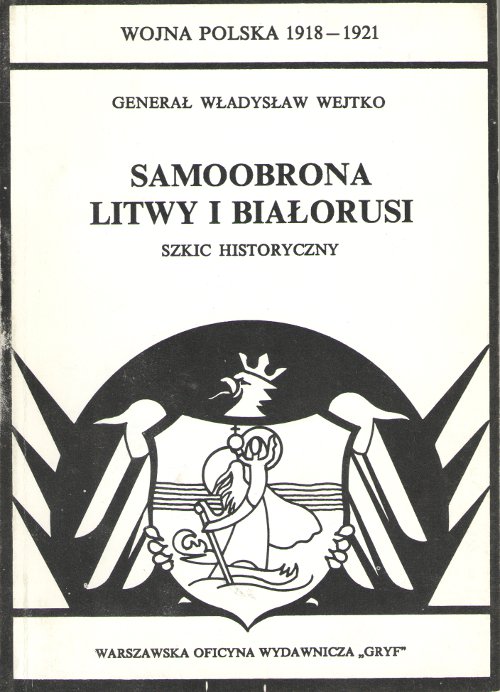 WOJNA POLSKA 1918–1921
GENERAŁ WŁADYSŁAW WEJTKO
SAMOOBRONA
LITWY I BIAŁORUSI
SZKIC HISTORYCZNY
WARSZAWSKA OFICYNA WYDAWNICZA „GRYF”